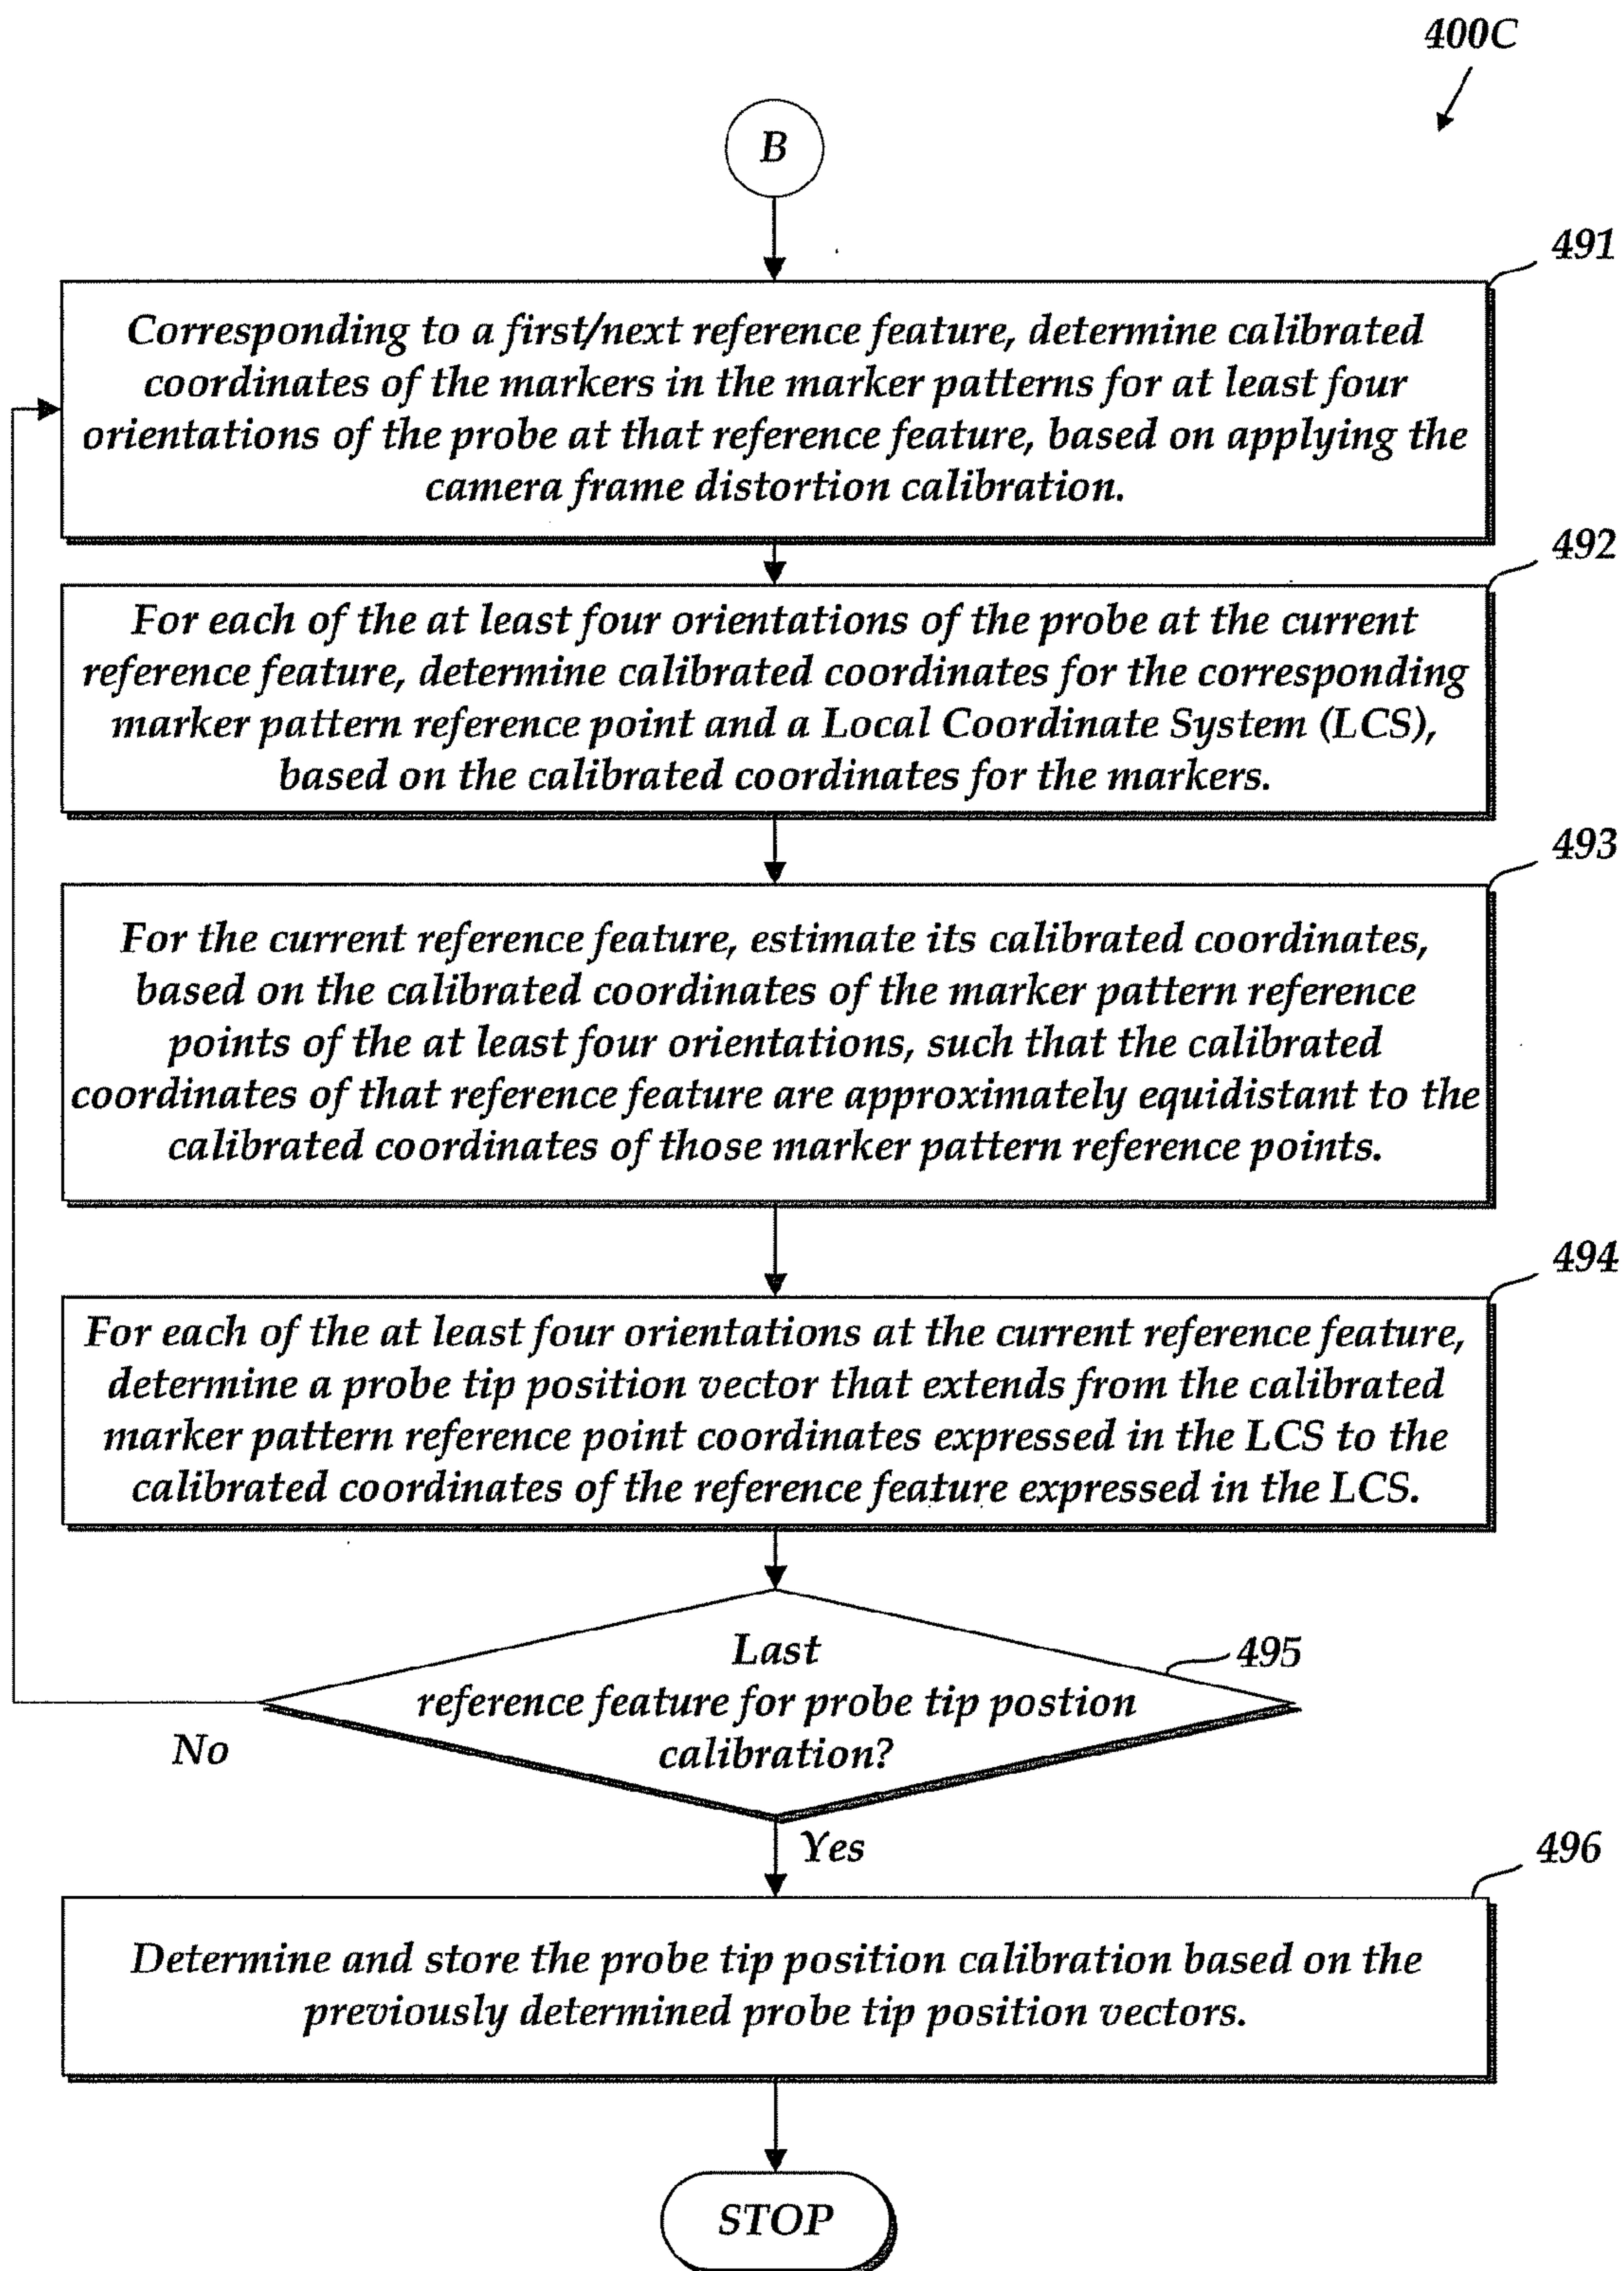 400C
B
491
Corresponding to a first/next reference feature, determine calibrated
coordinates of the markers in the marker patterns for at least four
orientations of the probe at that reference feature, based on applying the
camera frame distortion calibration.
492
For each of the at least four orientations of the probe at the current
reference feature, determine calibrated coordinates for the corresponding
marker pattern reference point and a Local Coordinate System (LCS),
based on the calibrated coordinates for the markers.
493
For the current reference feature, estimate its calibrated coordinates,
based on the calibrated coordinates of the marker pattern reference
points of the at least four orientations, such that the calibrated
coordinates of that reference feature are approximately equidistant to the
calibrated coordinates of those marker pattern reference points.
494
For each of the at least four orientations at the current reference feature,
determine a probe tip position vector that extends from the calibrated
marker pattern reference point coordinates expressed in the LCS to the
calibrated coordinates of the reference feature expressed in the LCS.
Last
495
reference feature for probe tip postion
calibration?
No
Yes
496
Determine and store the probe tip position calibration based on the
previously determined probe tip position vectors.
STOP